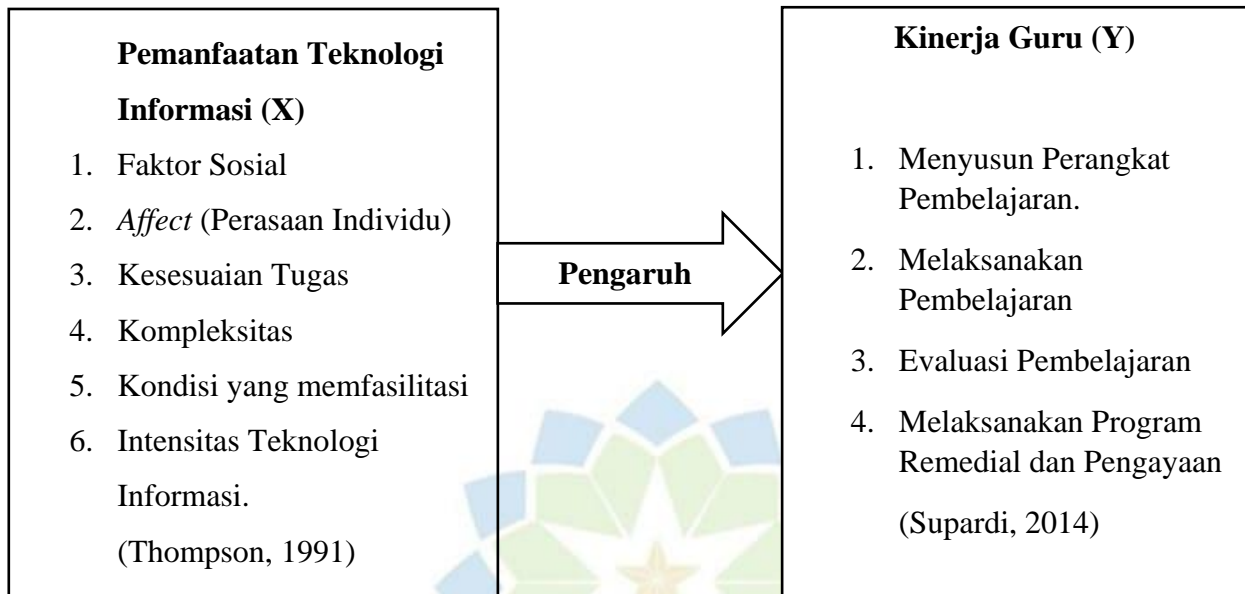 Pemanfaatan Teknologi
Informasi (X)
1. Faktor Sosial
2. Affect (Perasaan Individu)
3. Kesesuaian Tugas
4. Kompleksitas
5. Kondisi yang memfasilitasi
6. Intensitas Teknologi
Informasi.
(Thompson, 1991)
Pengaruh
Kinerja Guru (Y)
1. Menyusun Perangkat
Pembelajaran.
2. Melaksanakan
Pembelajaran
3. Evaluasi Pembelajaran
4. Melaksanakan Program
Remedial dan Pengayaan
(Supardi, 2014)